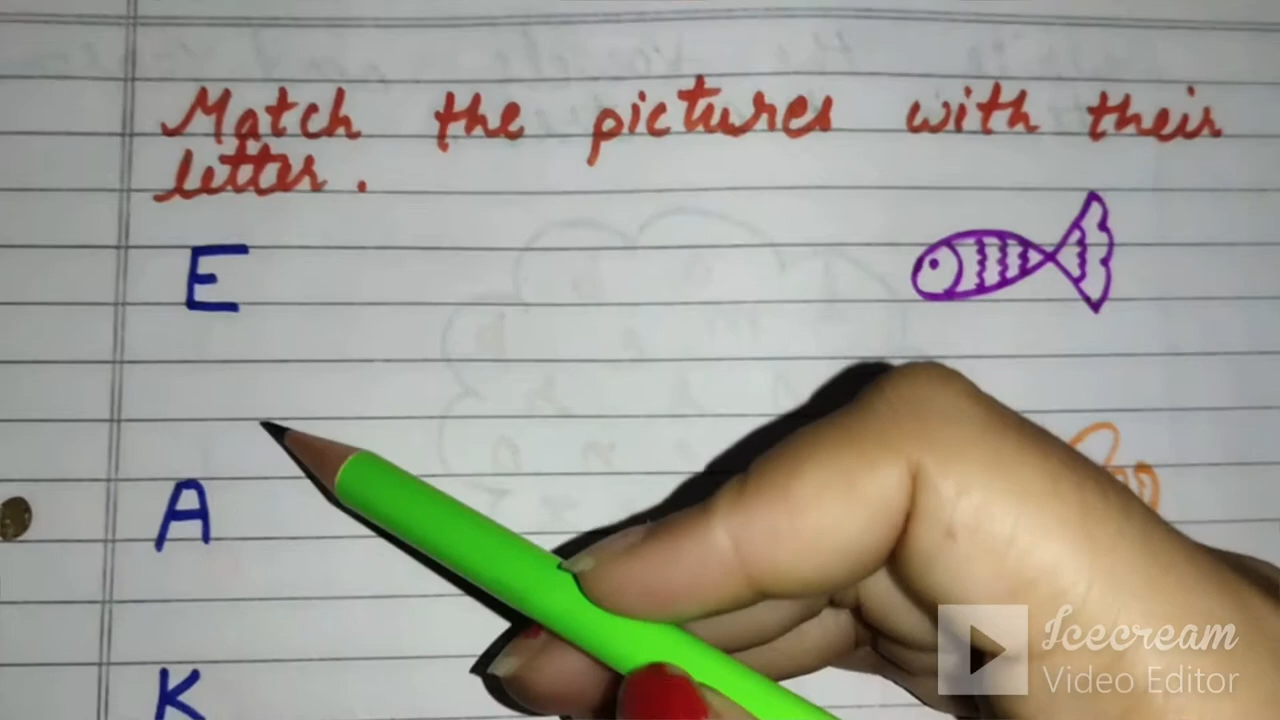 Match the pictures with their
letter.
E
A
K
Icecream
Video Editor